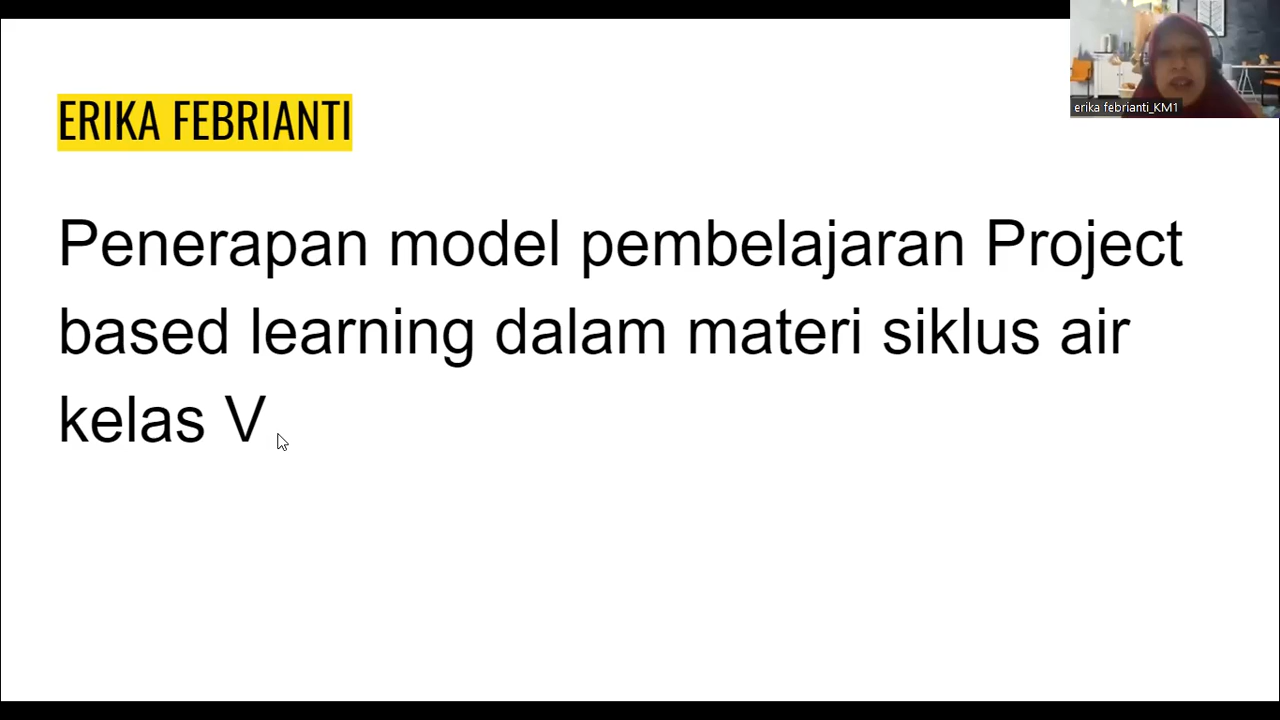 ERIKA FEBRIANTI
erika febrianti_KM1
Penerapan model pembelajaran Project
based learning dalam materi siklus air
kelas V